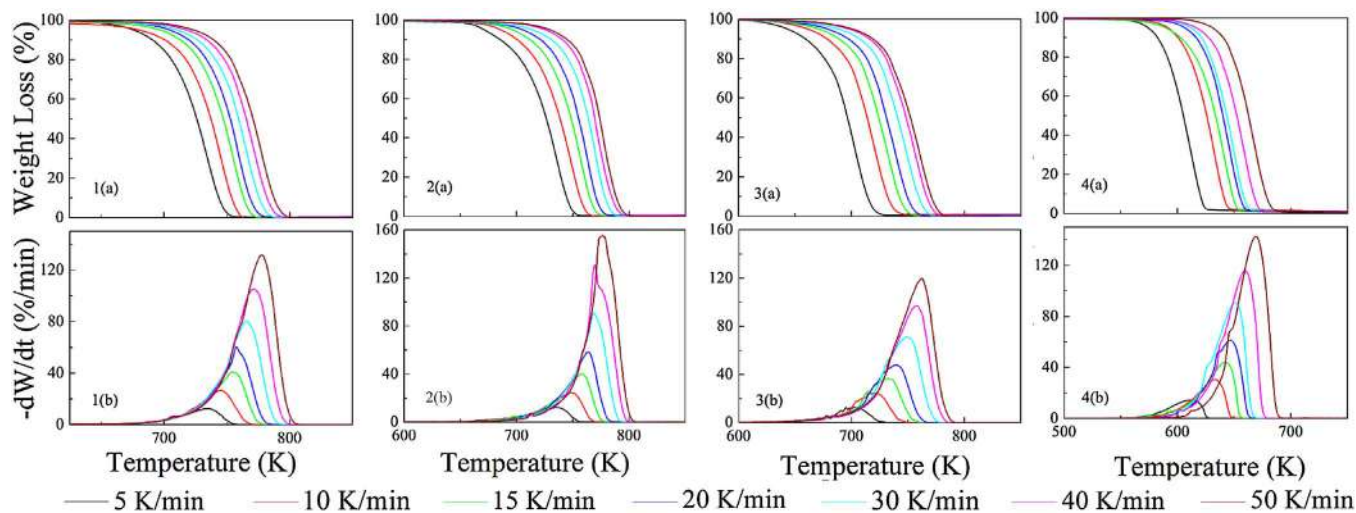 Weight Loss (%)
100 80 60 40 20 0
1(a)
100 80 60 40 20 0
2(a)
100 80 60 40 20 0
3(a)
100 80 60 40 20 0
4(a)
-dW/dt (%/min)
120 80 40 0
1(b)
700 800
160 120 80 40 0
2(b)
600 700 800
160 120 80 40 0
3(b)
600 700 800
120 80 40 0
4(b)
500 600 700
Temperature (K) Temperature (K) Temperature (K) Temperature (K)
5 K/min 10 K/min 15 K/min 20 K/min 30 K/min 40 K/min 50 K/min